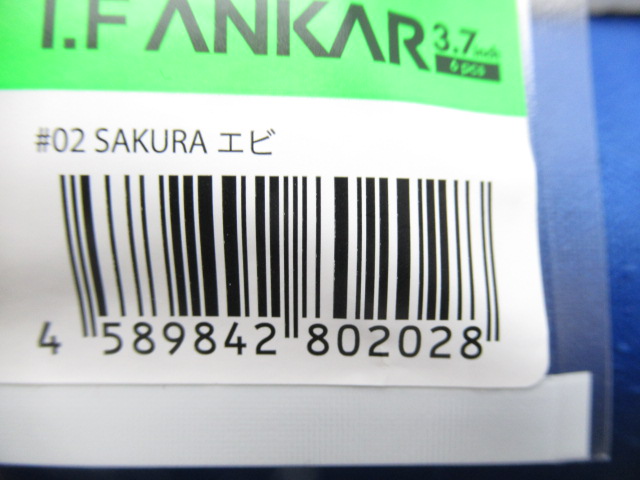 I.F ANKAR 3.7inch
6 pcs
#02 SAKURA エビ
4 589842 802028